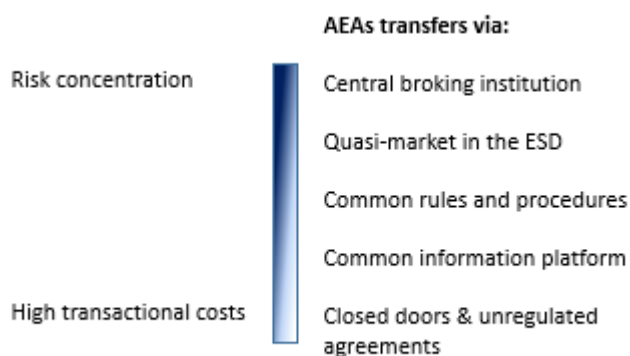 AEAs transfers via:
Risk concentration
Central broking institution
Quasi-market in the ESD
Common rules and procedures
Common information platform
High transactional costs
Closed doors & unregulated
agreements